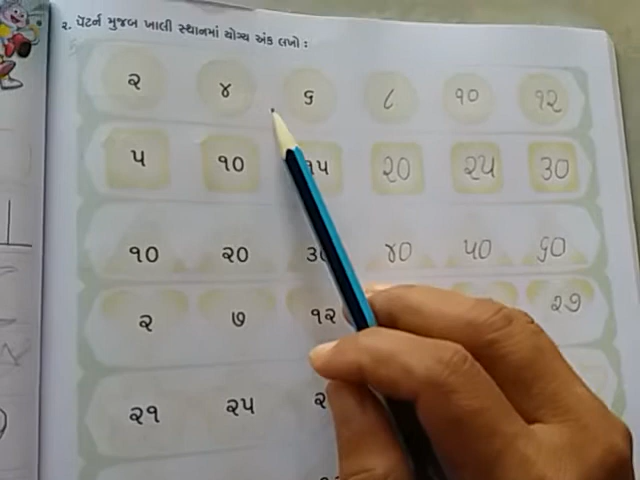 ૨. પૅટર્ન મુજબ ખાલી સ્થાનમાં યોગ્ય અંક લખો :
૨ ૪ ૬ ૮ ૧૦ ૧૨
૫ ૧૦ ૧૫ ૨૦ ૨૫ ૩૦
૧૦ ૨૦ ૩૦ ૪૦ ૫૦ ૬૦
૨ ૭ ૧૨ ૨૭
૨૧ ૨૫